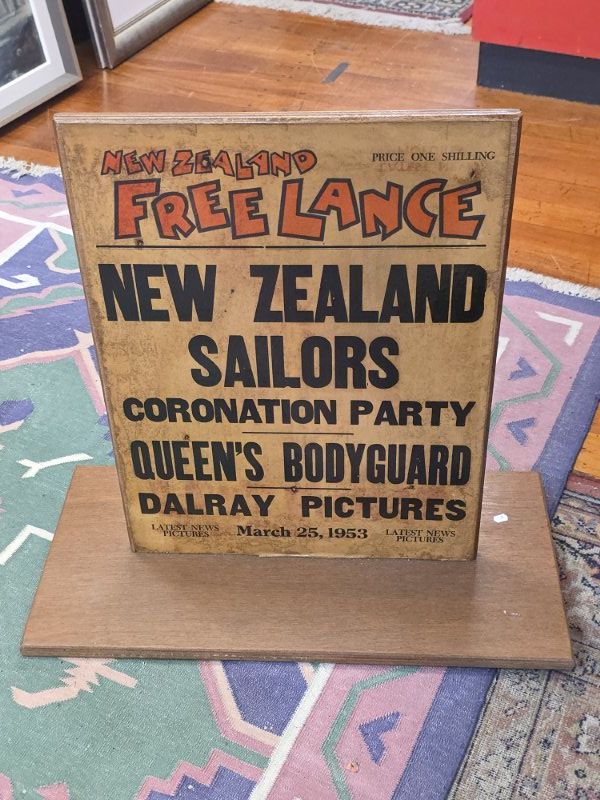 NEW ZEALAND
PRICE ONE SHILLING
FREE LANCE
NEW ZEALAND
SAILORS
CORONATION PARTY
QUEEN'S BODYGUARD
DALRAY PICTURES
LATEST NEWS
PICTURES
March 25, 1953
LATEST NEWS
PICTURES